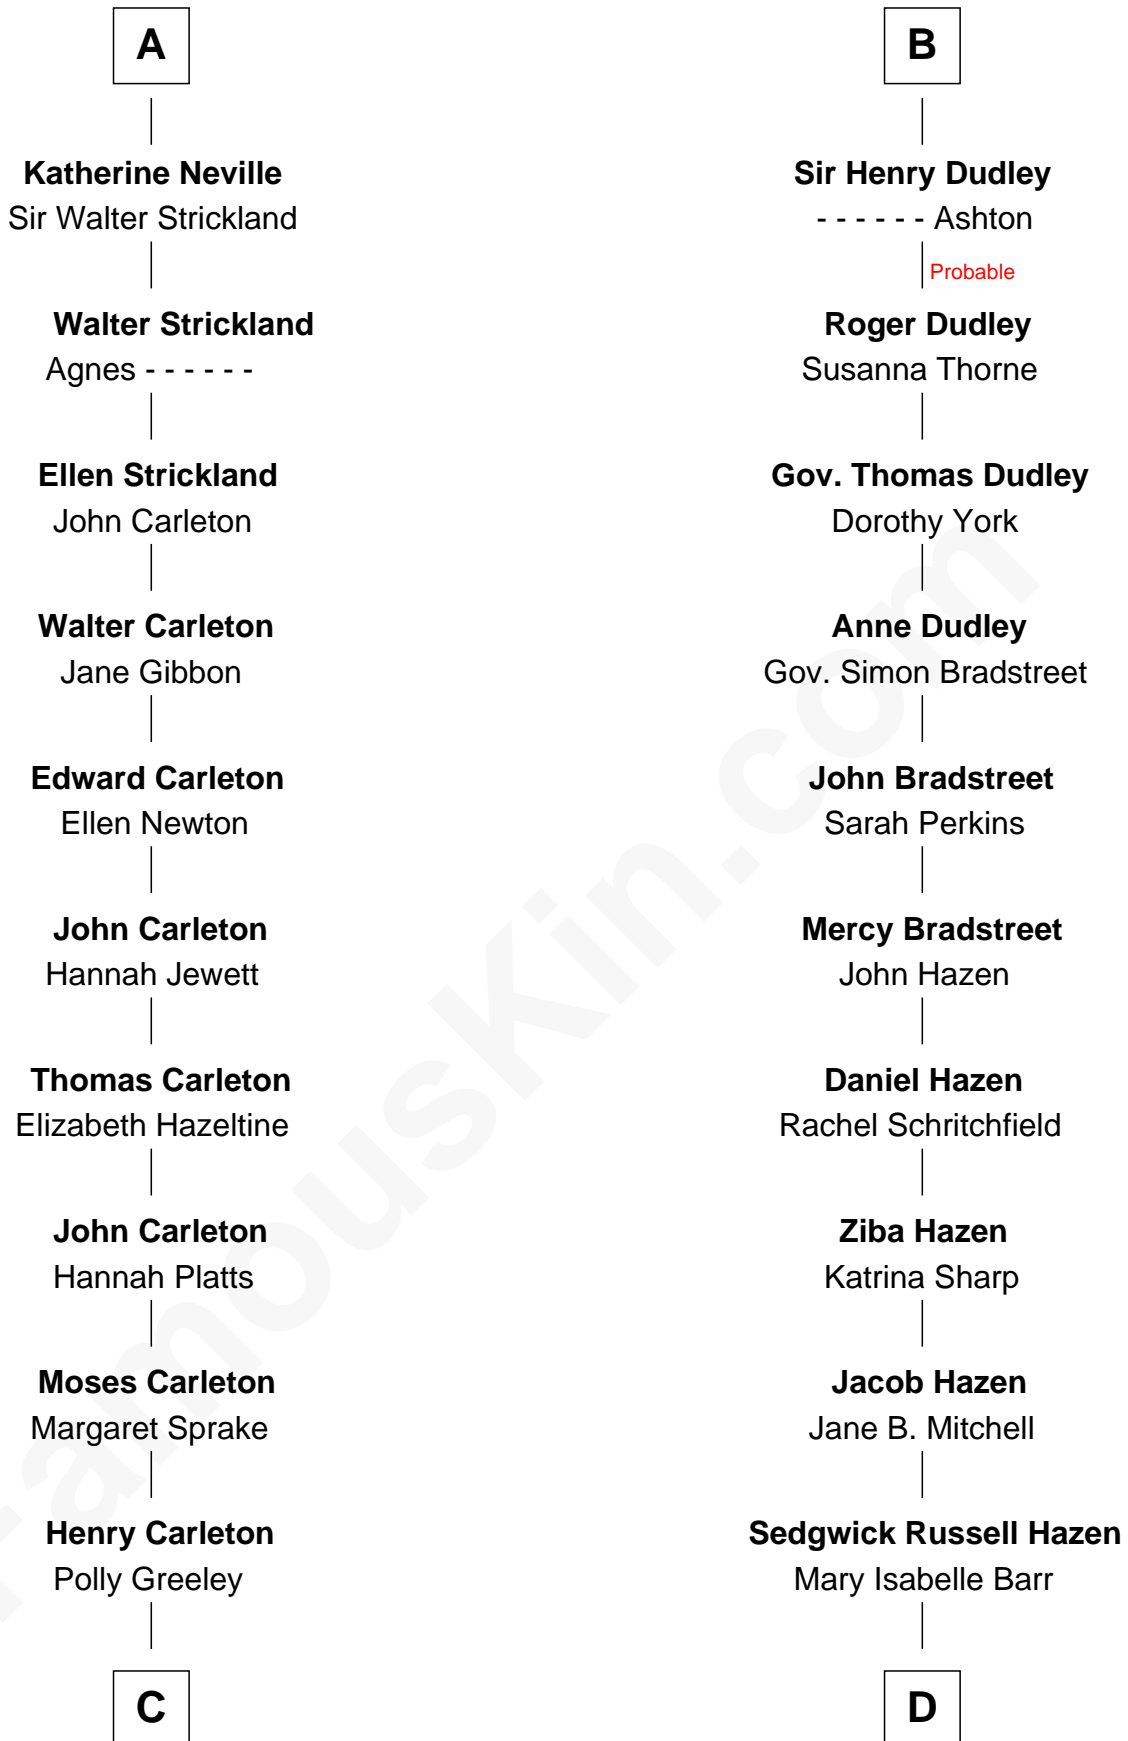 A
Katherine Neville
Sir Walter Strickland
Walter Strickland
Agnes - - - - - -
Ellen Strickland
John Carleton
Walter Carleton
Jane Gibbon
Edward Carleton
Ellen Newton
John Carleton
Hannah Jewett
Thomas Carleton
Elizabeth Hazeltine
John Carleton
Hannah Platts
Moses Carleton
Margaret Sprake
Henry Carleton
Polly Greeley
C
B
Sir Henry Dudley
- - - - - - Ashton
Probable
Roger Dudley
Susanna Thorne
Gov. Thomas Dudley
Dorothy York
Anne Dudley
Gov. Simon Bradstreet
John Bradstreet
Sarah Perkins
Mercy Bradstreet
John Hazen
Daniel Hazen
Rachel Schritchfield
Ziba Hazen
Katrina Sharp
Jacob Hazen
Jane B. Mitchell
Sedgwick Russell Hazen
Mary Isabelle Barr
D
FamousKin.com